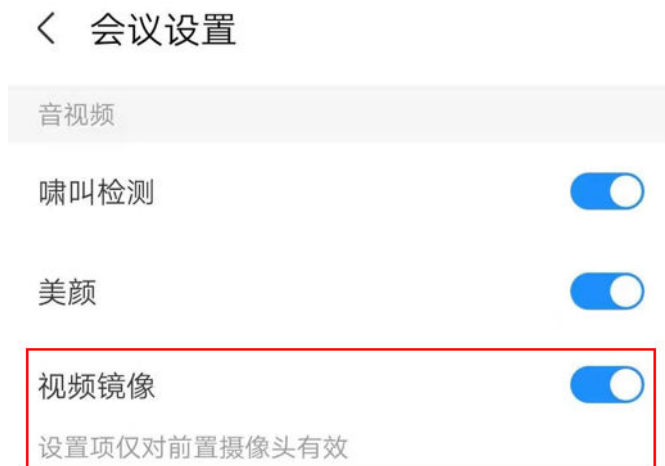 会议设置
音视频
啸叫检测
美颜
视频镜像
设置项仅对前置摄像头有效